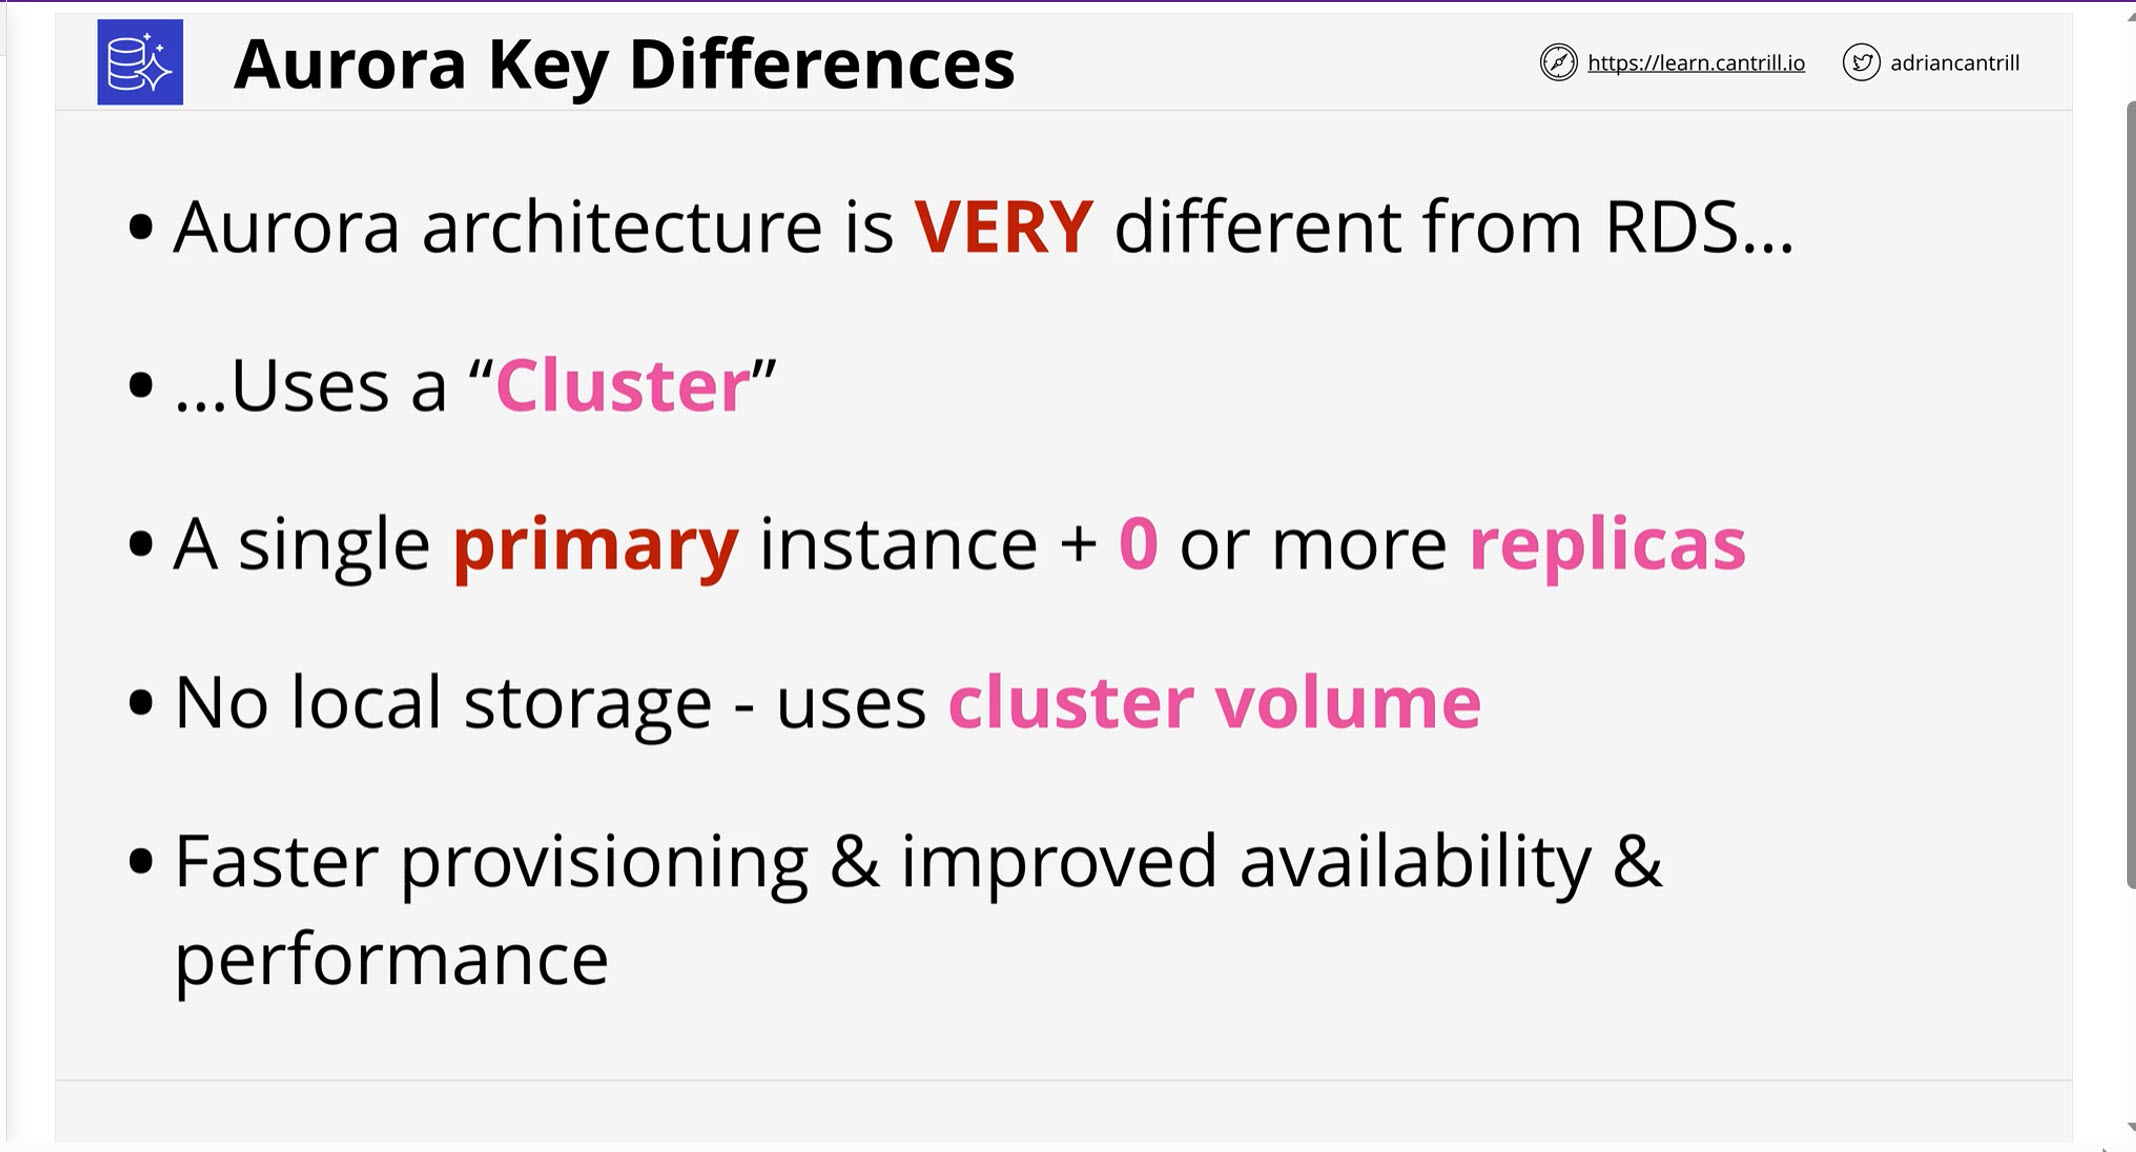 Aurora Key Differences
https://learn.cantrill.io
adriancantrill
• Aurora architecture is VERY different from RDS...
• ...Uses a “Cluster”
• A single primary instance + 0 or more replicas
• No local storage - uses cluster volume
• Faster provisioning & improved availability &
performance